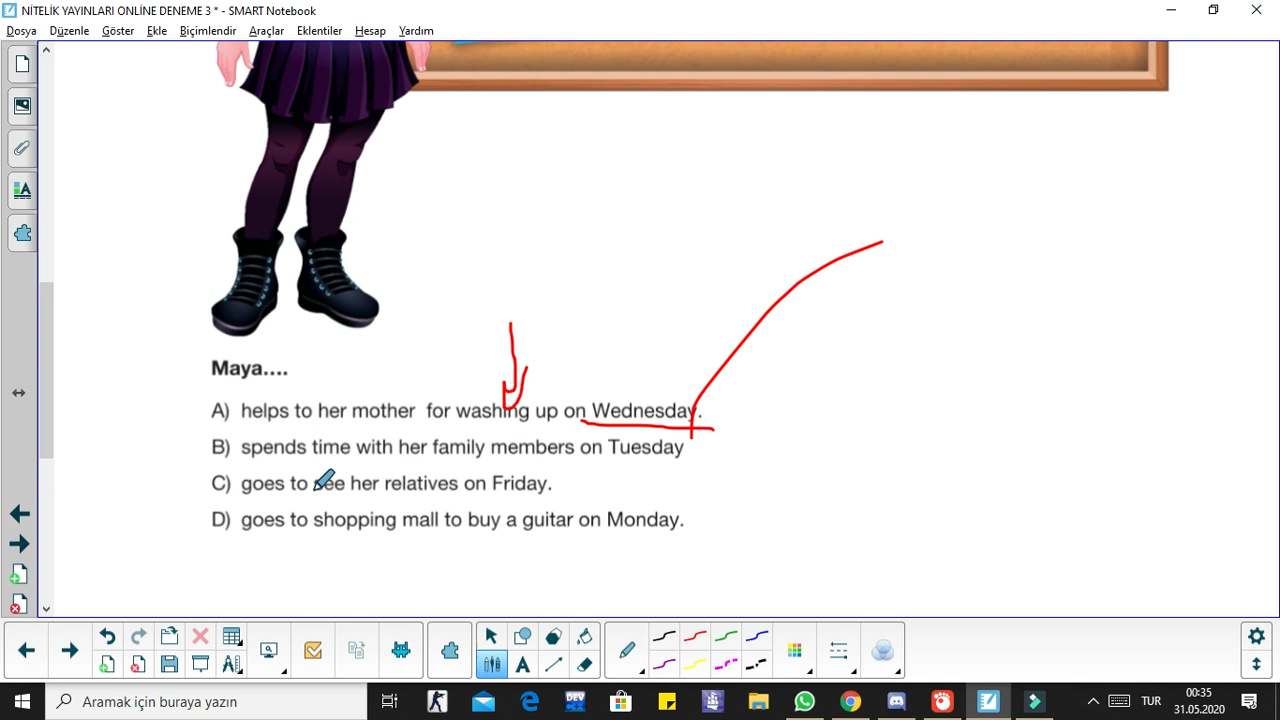 NİTELİK YAYINLARI ONLİNE DENEME 3 * - SMART Notebook
Dosya Düzenle Göster Ekle Biçimlendir Araçlar Eklentiler Hesap Yardım
Maya....
A) helps to her mother for washing up on Wednesday.
B) spends time with her family members on Tuesday
C) goes to see her relatives on Friday.
D) goes to shopping mall to buy a guitar on Monday.
Aramak için buraya yazın
DEV
TUR
00:35
31.05.2020